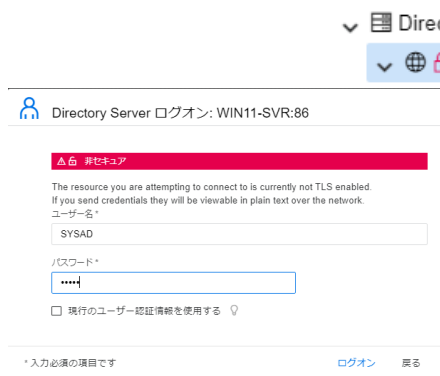 Direc
Directory Server ログオン: WIN11-SVR:86
非セキュア
The resource you are attempting to connect to is currently not TLS enabled.
If you send credentials they will be viewable in plain text over the network.
ユーザー名 *
SYSAD
パスワード *
•••••
現行のユーザー認証情報を使用する
* 入力必須の項目です
ログオン 戻る